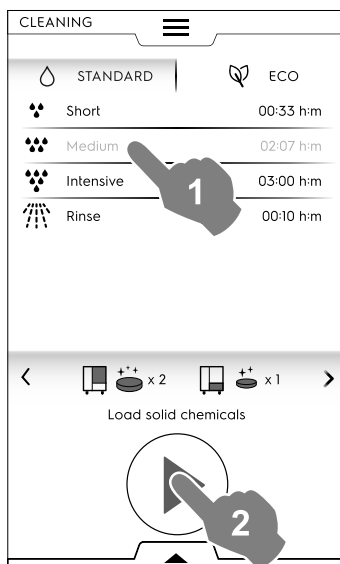 CLEANING
STANDARD ECO
Short 00:33 h:m
Medium 02:07 h:m
Intensive 03:00 h:m
1
Rinse 00:10 h:m
x 2 x 1
Load solid chemicals
2